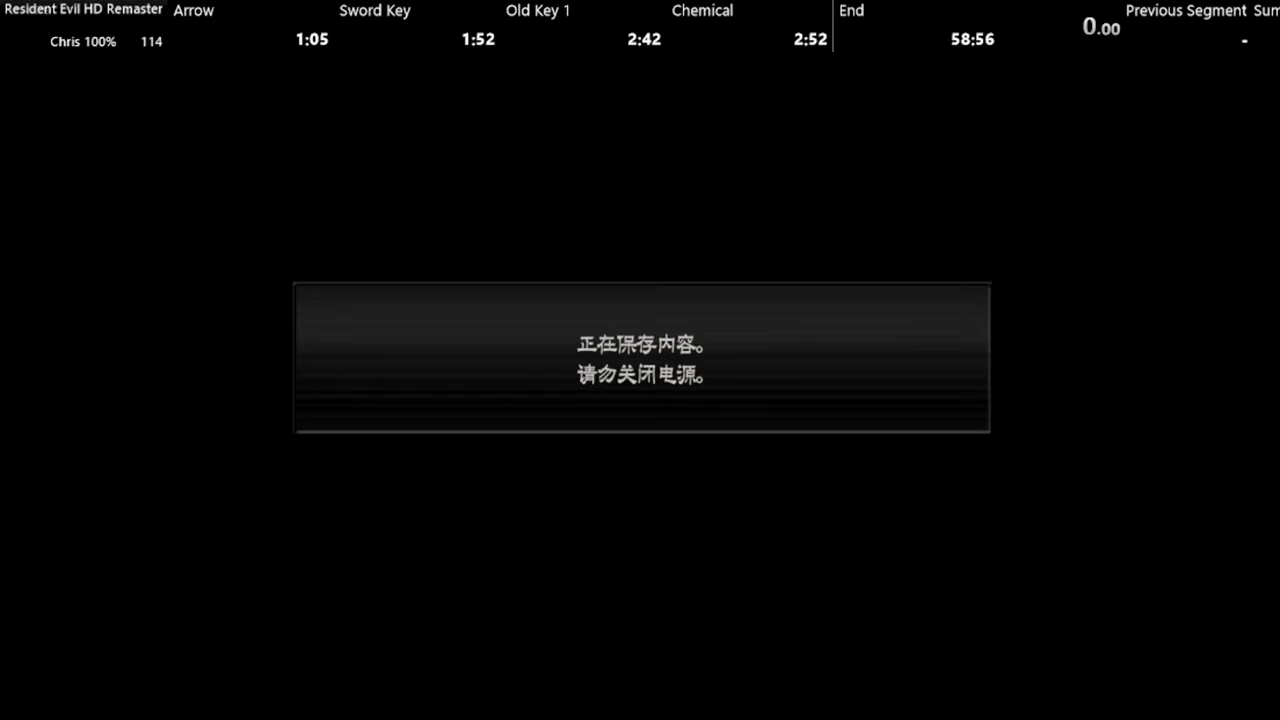 Resident Evil HD Remaster
Chris 100% 114
Arrow
1:05
Sword Key
1:52
Old Key 1
2:42
Chemical
2:52
End
58:56
0.00
Previous Segment
-
正在保存内容。
请勿关闭电源。